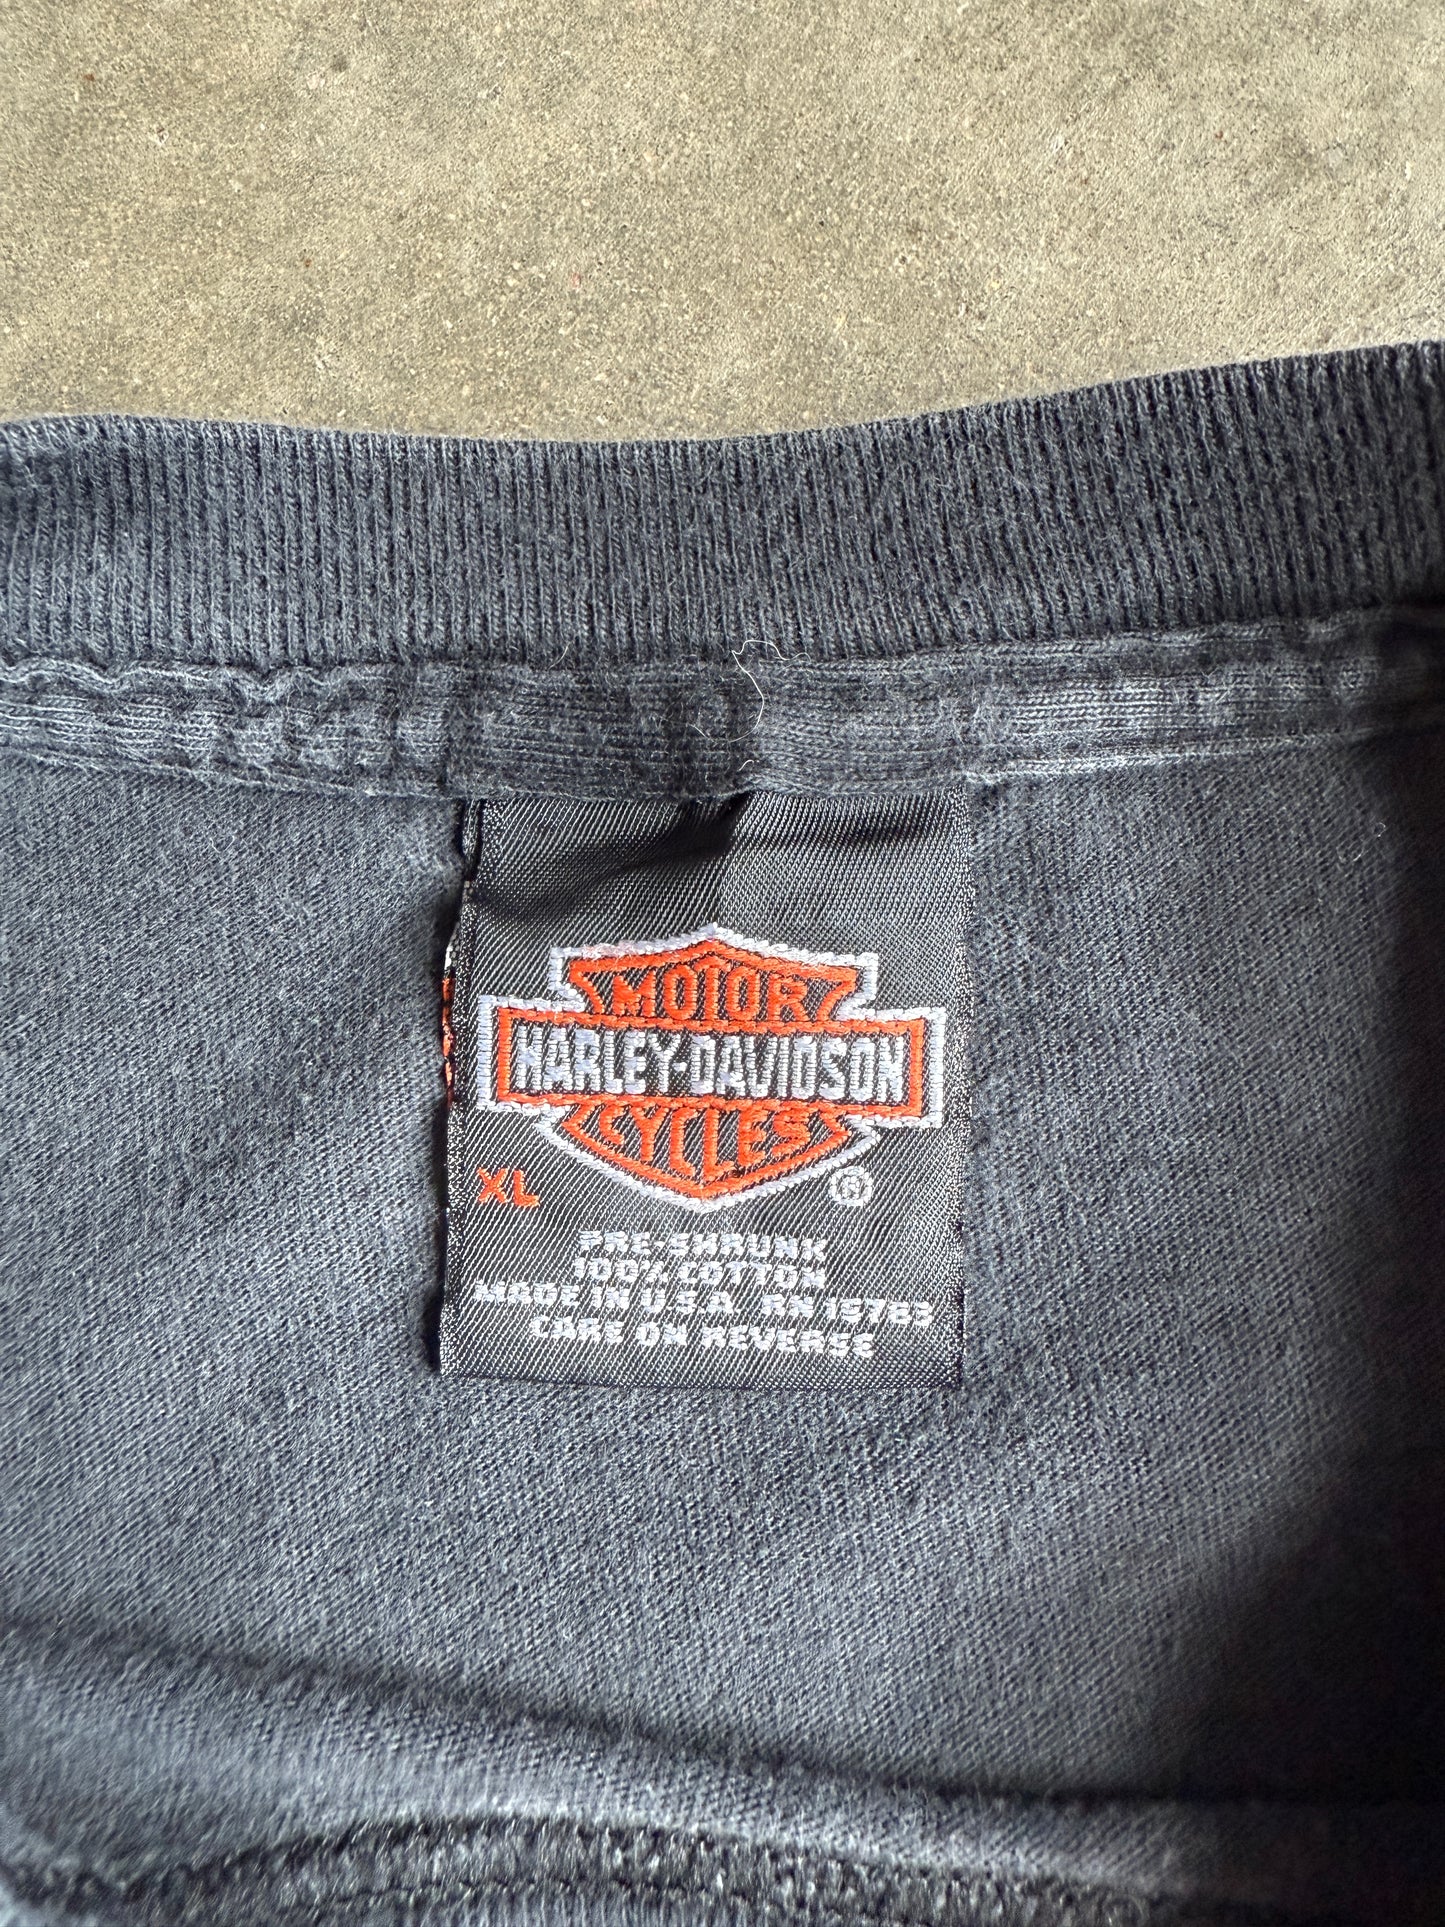 MOTOR
HARLEY-DAVIDSON
CYCLES
XL
®
PRE-SHRUNK
100% COTTON
MADE IN U.S.A. RN 15763
CARE ON REVERSE